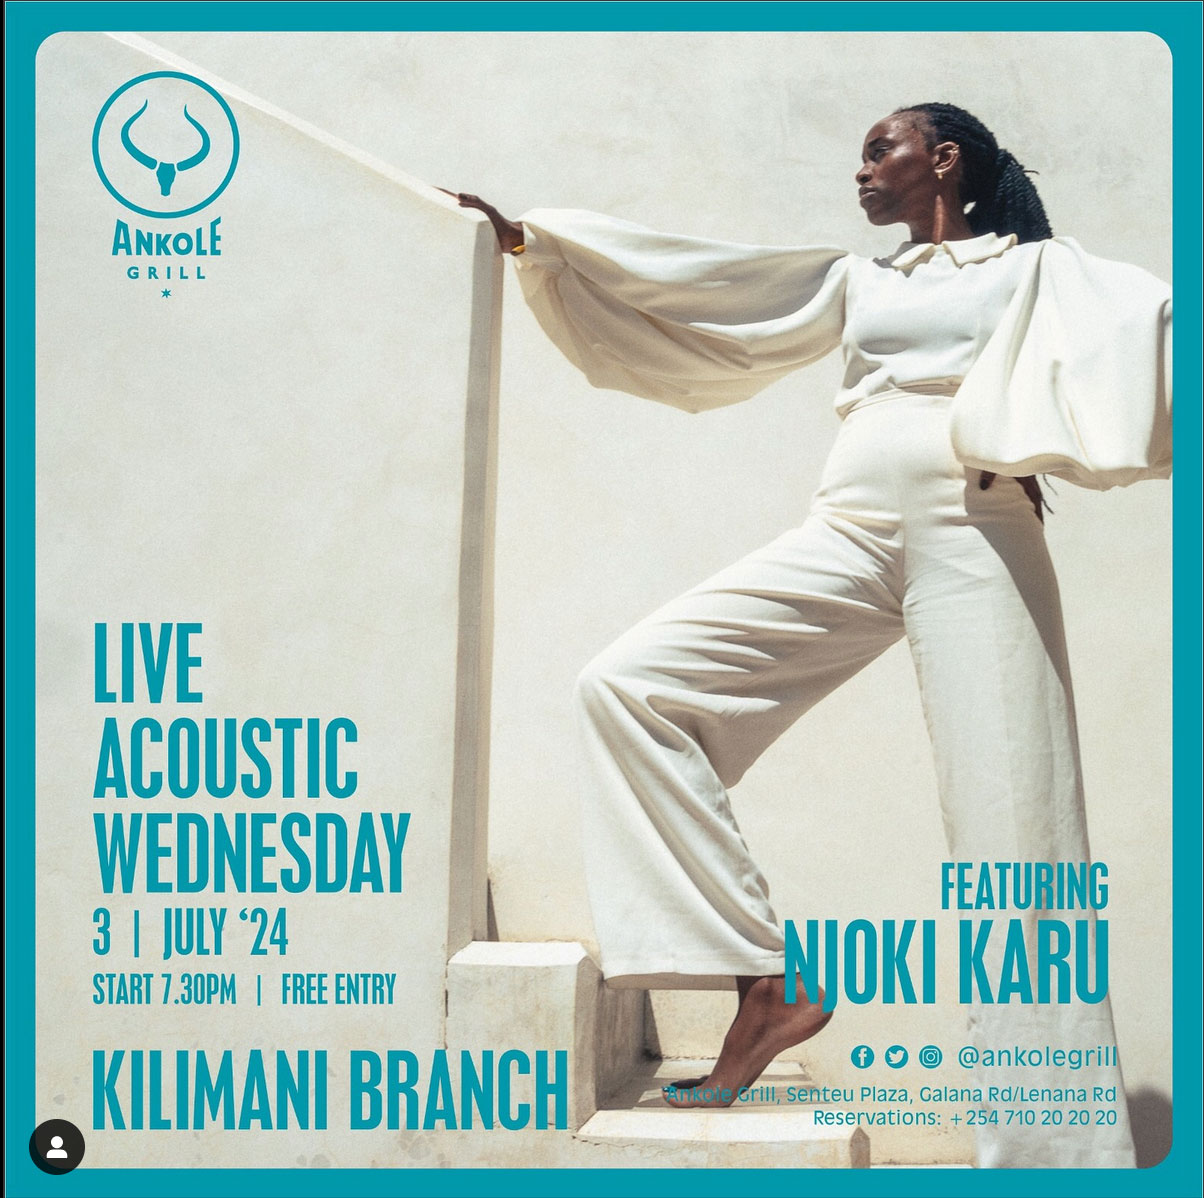 ANKOLE
GRILL
LIVE
ACOUSTIC
WEDNESDAY
3 | JULY ‘24
START 7.30PM | FREE ENTRY
KILIMANI BRANCH
FEATURING
NJOKI KARU
@ankolegrill
Ankole Grill, Senteu Plaza, Galana Rd/Lenana Rd
Reservations: +254 710 20 20 20